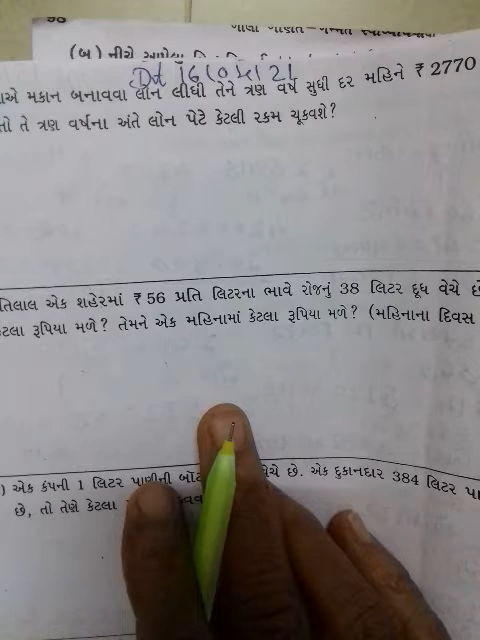 (બ) નીચે આપેલા
Dt 16/04/21
મકાન બનાવવા લોન લીધી તેને ત્રણ વર્ષ સુધી દર મહિને ₹ 2770
તો તે ત્રણ વર્ષના અંતે લોન પેટે કેટલી રકમ ચૂકવશે?
એક શહેરમાં ₹ 56 પ્રતિ લિટરના ભાવે રોજનું 38 લિટર દૂધ વેચે
રૂપિયા મળે? તેમને એક મહિનામાં કેટલા રૂપિયા મળે? (મહિનાના દિવસ
) એક કંપની 1 લિટર પાણીની છે. એક દુકાનદાર 384 લિટર
છે, તો તેણે કેટલા